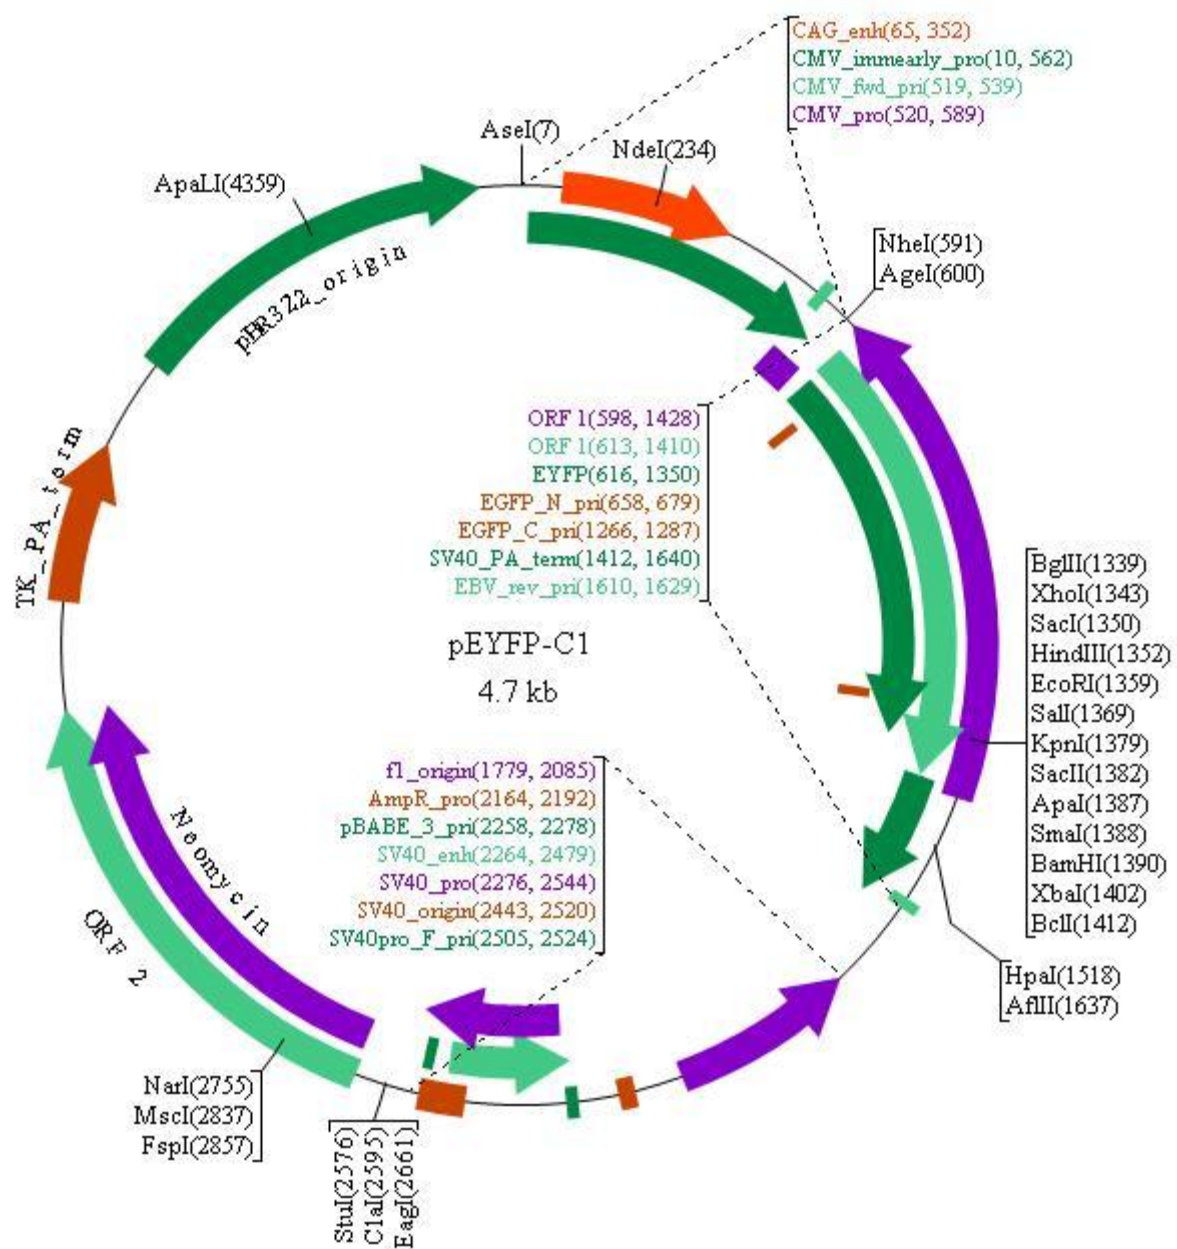 CAG_enh(65, 352)
CMV_immearly_pro(10, 562)
CMV_fwd_pri(519, 539)
CMV_pro(520, 589)
AseI(7)
NdeI(234)
ApaLI(4359)
NheI(591)
AgeI(600)
pBR322_origin
ORF 1(598, 1428)
ORF 1(613, 1410)
EYFP(616, 1350)
EGFP_N_pri(658, 679)
EGFP_C_pri(1266, 1287)
SV40_PA_term(1412, 1640)
EBV_rev_pri(1610, 1629)
TK_PA_term
pEYFP-C1
4.7 kb
BglII(1339)
XhoI(1343)
SacI(1350)
HindIII(1352)
EcoRI(1359)
SalI(1369)
KpnI(1379)
SacII(1382)
ApaI(1387)
SmaI(1388)
BamHI(1390)
XbaI(1402)
BclI(1412)
f1_origin(1779, 2085)
AmpR_pro(2164, 2192)
pBABE_3_pri(2258, 2278)
SV40_enh(2264, 2479)
SV40_pro(2276, 2544)
SV40_origin(2443, 2520)
SV40pro_F_pri(2505, 2524)
Neomycin
ORF 2
HpaI(1518)
AflII(1637)
NarI(2755)
MscI(2837)
FspI(2857)
StuI(2576)
ClaI(2595)
EagI(2661)